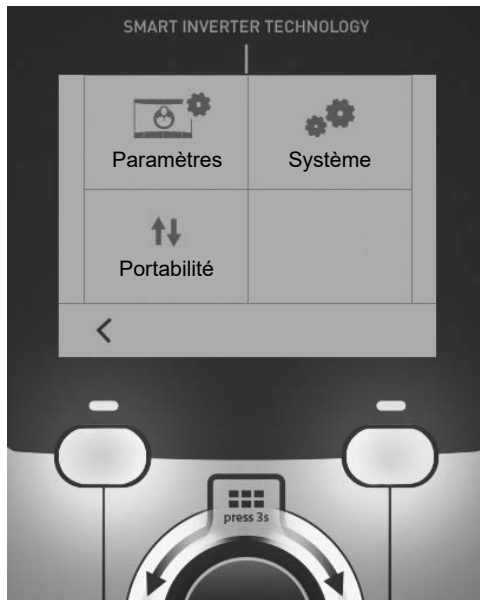 SMART INVERTER TECHNOLOGY
Paramètres
Système
Portabilité
press 3s